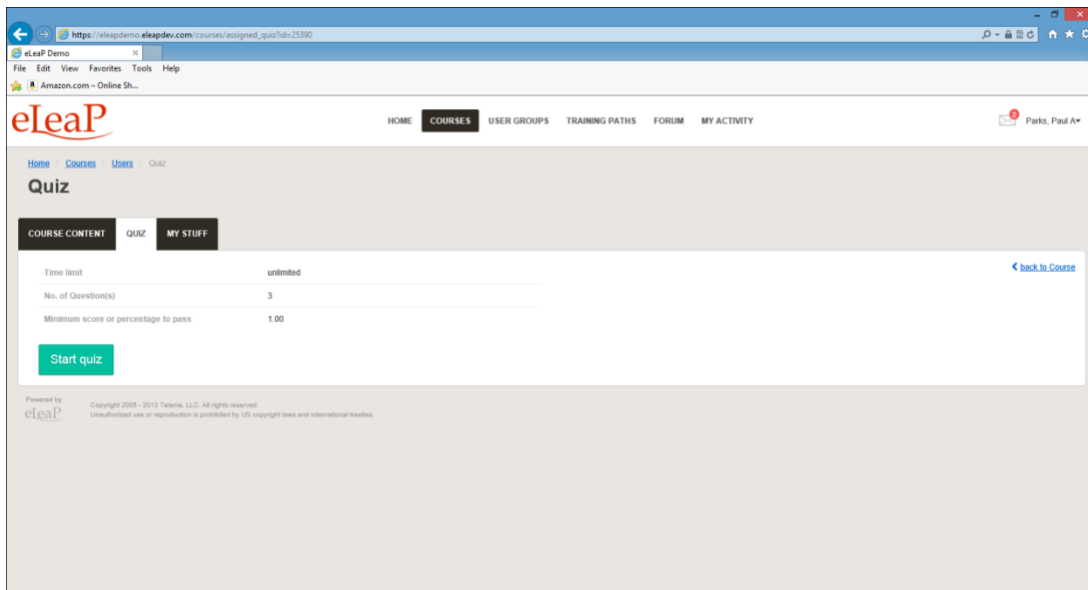 https://eleapdemo.eleapdev.com/courses/assigned_quiz?id=25390
eLeaP Demo
File Edit View Favorites Tools Help
Amazon.com – Online Sh...
eLeaP
HOME COURSES USER GROUPS TRAINING PATHS FORUM MY ACTIVITY
2
Parks, Paul A
Home / Courses / Users / Quiz
Quiz
COURSE CONTENT QUIZ MY STUFF
back to Course
Time limit unlimited
No. of Question(s) 3
Minimum score or percentage to pass 1.00
Start quiz
Powered by
eLeaP
Copyright 2005 - 2013 Telania, LLC. All rights reserved.
Unauthorized use or reproduction is prohibited by US copyright laws and international treaties.